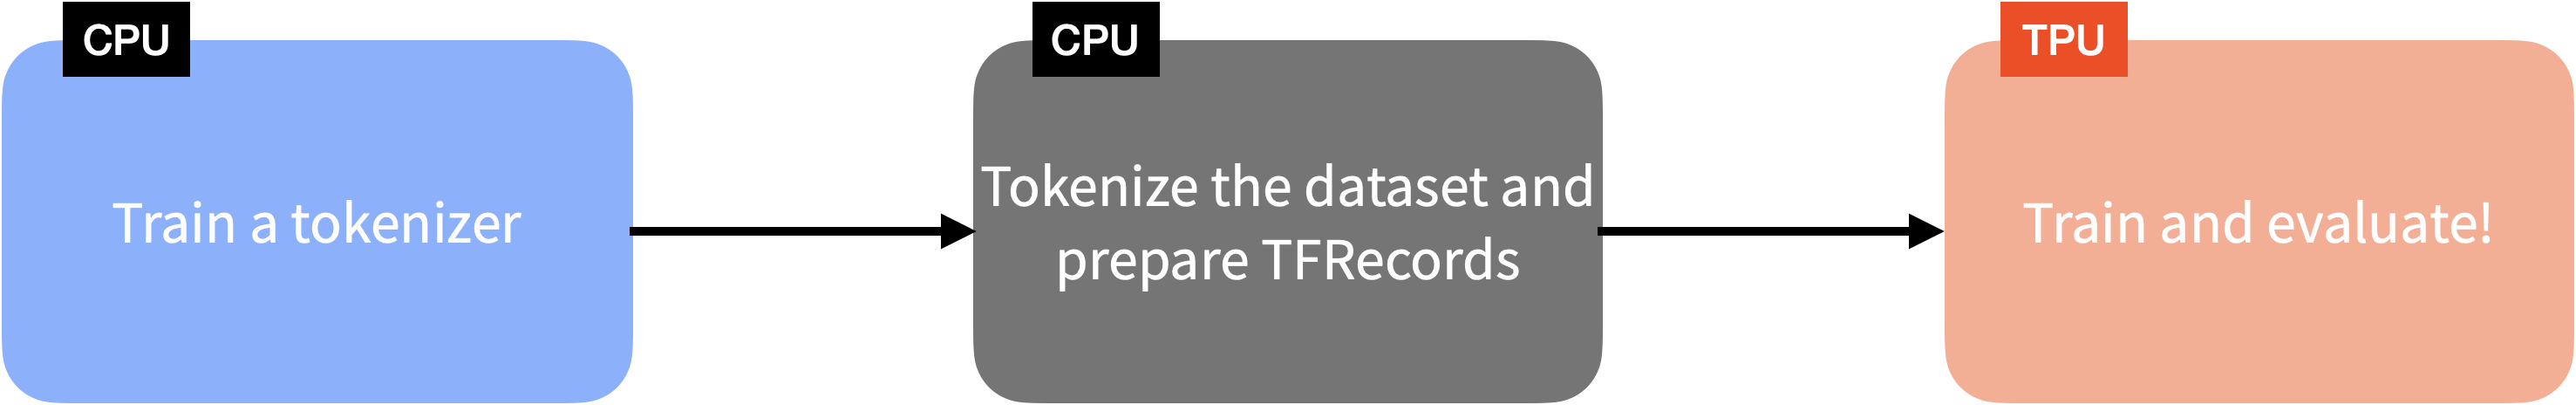 CPU
Train a tokenizer
CPU
Tokenize the dataset and
prepare TFRecords
TPU
Train and evaluate!